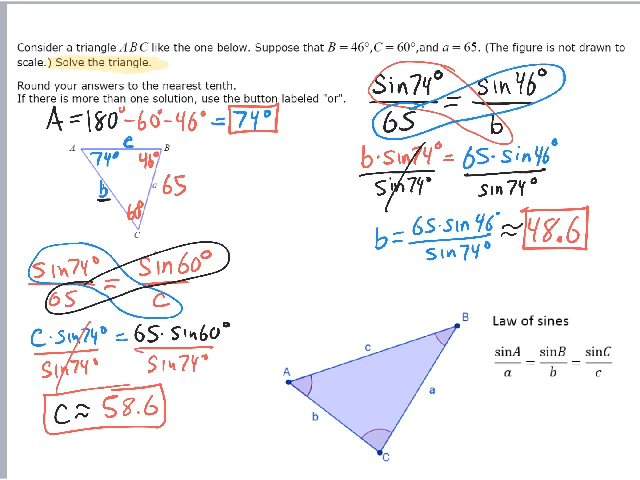 Consider a triangle ABC like the one below. Suppose that B = 46°, C = 60°, and a = 65. (The figure is not drawn to
scale.) Solve the triangle.
Round your answers to the nearest tenth.
If there is more than one solution, use the button labeled "or".
A = 180° - 60° - 46° = 74°
A c B
74° 46°
b a 65
60°
C
sin74° / 65 = sin46° / b
b · sin74° / sin74° = 65 · sin46° / sin74°
b = 65 · sin46° / sin74° ≈ 48.6
sin74° / 65 = sin60° / c
c · sin74° / sin74° = 65 · sin60° / sin74°
c ≈ 58.6
B
c
A
a
b
C
Law of sines
sinA / a = sinB / b = sinC / c